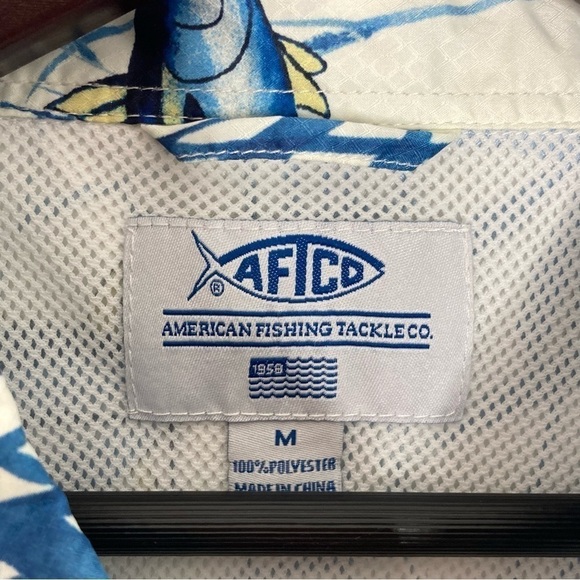 AFTCO
®
AMERICAN FISHING TACKLE CO.
1958
M
100%POLYESTER
MADE IN CHINA